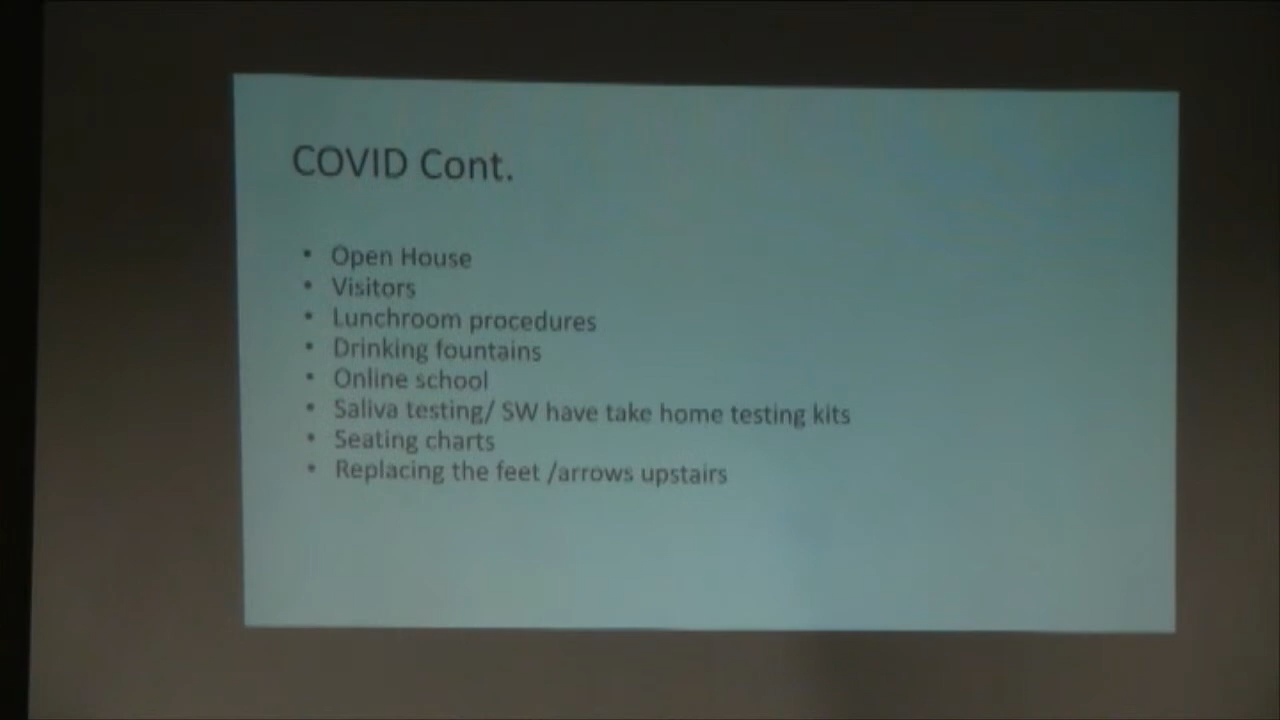 COVID Cont.
• Open House
• Visitors
• Lunchroom procedures
• Drinking fountains
• Online school
• Saliva testing/ SW have take home testing kits
• Seating charts
• Replacing the feet /arrows upstairs